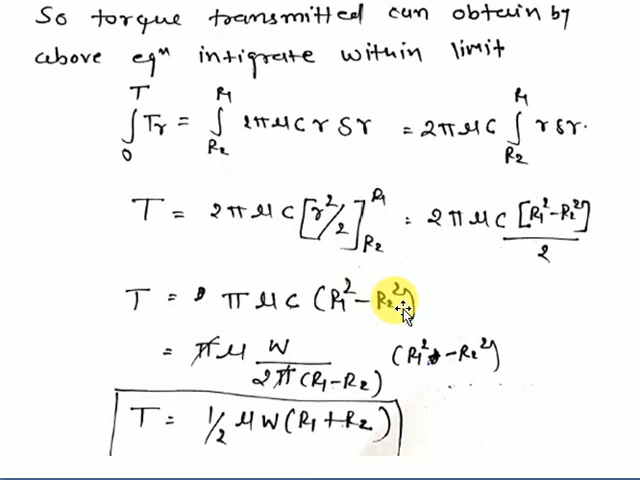 So torque transmitted can obtain by
above eqⁿ intigrate within limit
∫₀ᵀ Tr = ∫_{R₂}^{R₁} 2πμC r δr = 2πμC ∫_{R₂}^{R₁} r δr.
T = 2πμC [r²/2]_{R₂}^{R₁} = 2πμC [R₁²-R₂²]/2
T = πμC (R₁²-R₂²)
= πμ W/2π(R₁-R₂) (R₁²-R₂²)
T = 1/2 μW(R₁+R₂)